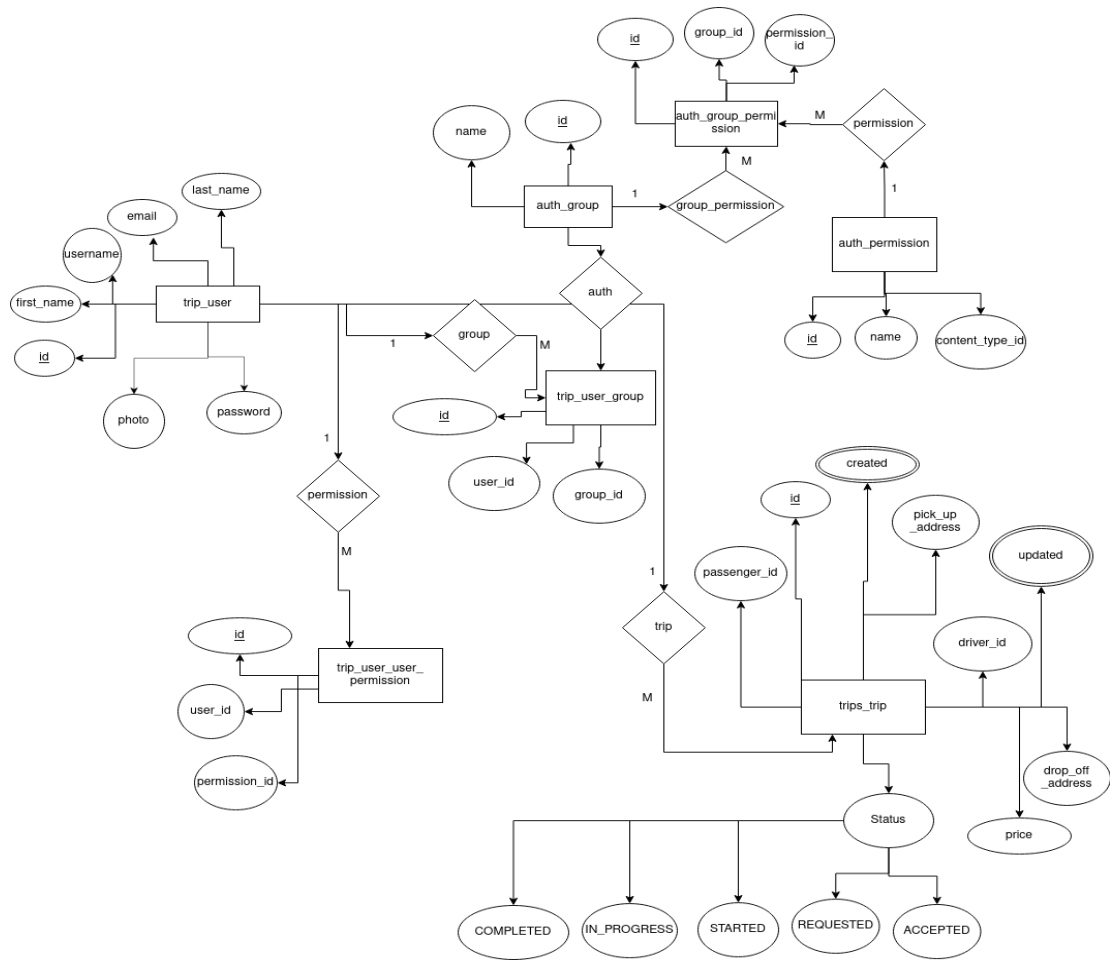 id
group_id
permission_
id
name
id
auth_group_permi
ssion
M
permission
M
last_name
email
auth_group
1
group_permission
1
username
auth_permission
first_name
trip_user
auth
id
1
group
M
id
name
content_type_id
trip_user_group
photo
password
id
1
user_id
group_id
permission
M
created
id
pick_up
_address
updated
passenger_id
1
trip
id
driver_id
trip_user_user_
permission
M
user_id
trips_trip
permission_id
drop_off
_address
Status
price
COMPLETED
IN_PROGRESS
STARTED
REQUESTED
ACCEPTED